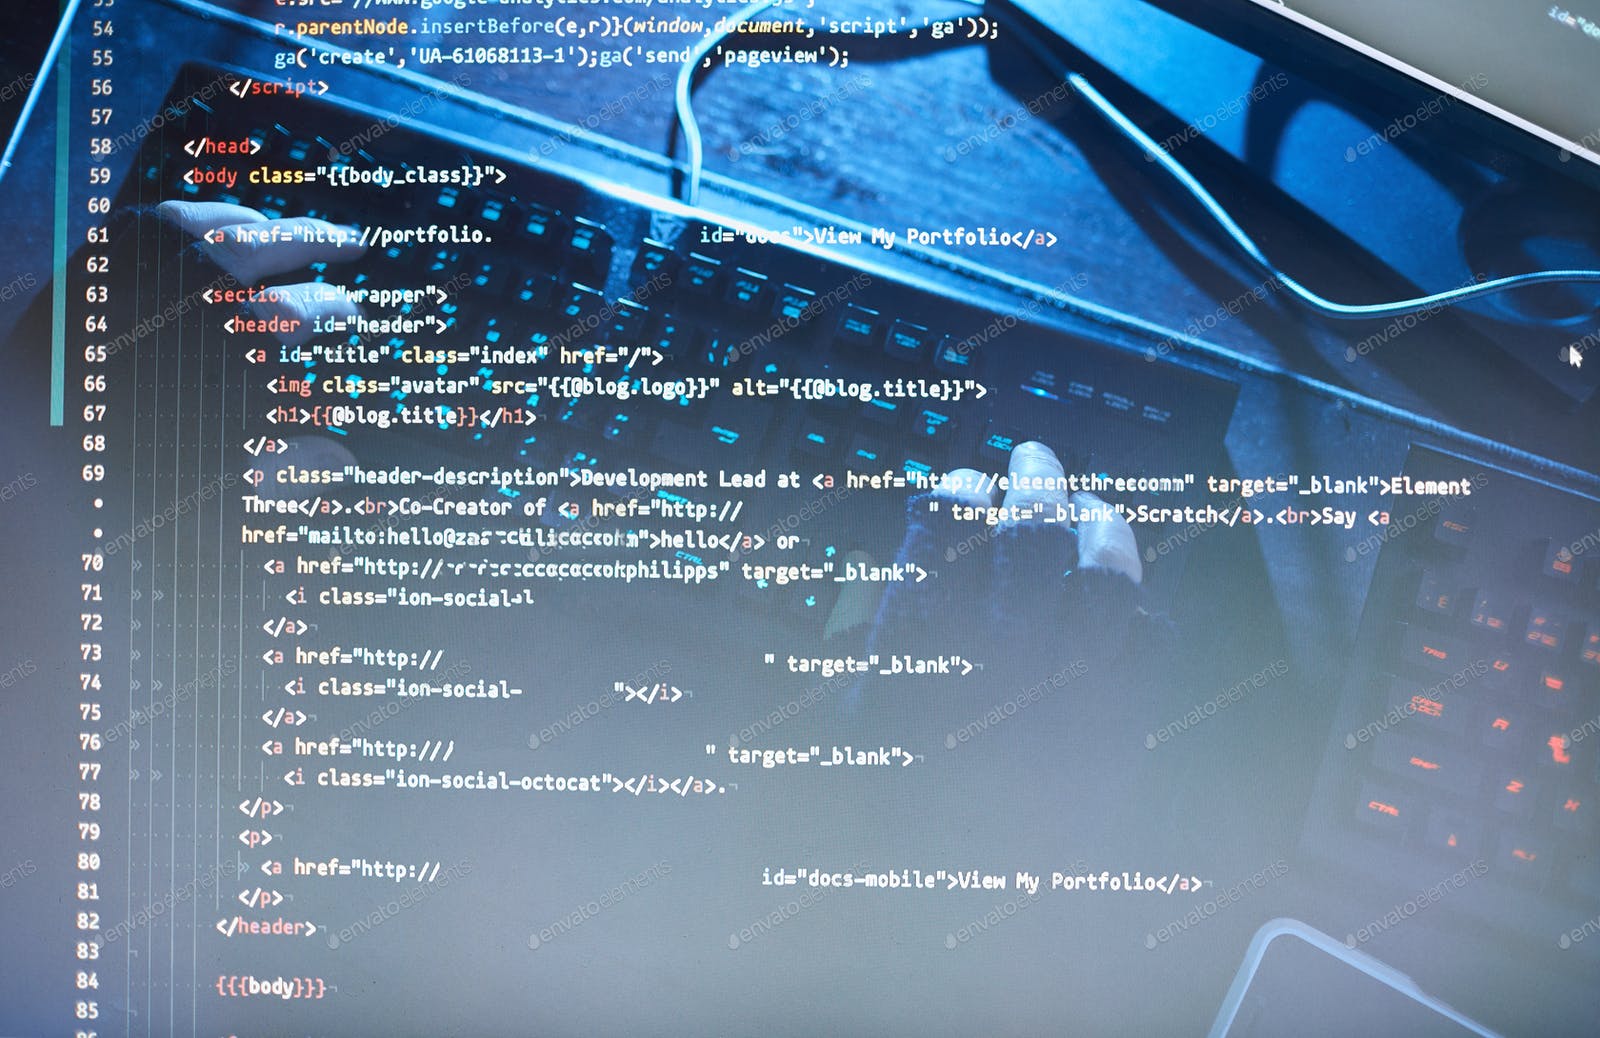 54 r.parentNode.insertBefore(e,r)}(window,document,'script','ga'));
55 ga('create','UA-61068113-1');ga('send','pageview');
56 </script>
57
58 </head>
59 <body class="{{body_class}}">
60
61 <a href="http://portfolio. id="docs">View My Portfolio</a>
62
63 <section id="wrapper">
64 <header id="header">
65 <a id="title" class="index" href="/">
66 <img class="avatar" src="{{@blog.logo}}" alt="{{@blog.title}}">
67 <h1>{{@blog.title}}</h1>
68 </a>
69 <p class="header-description">Development Lead at <a href="http://eleeentthreeoomm" target="_blank">Element
Three</a>.<br>Co-Creator of <a href="http:// " target="_blank">Scratch</a>.<br>Say <a
">hello</a> or
70 <a href="http:// " target="_blank">
71 <i class="ion-social-
72 </a>
73 <a href="http:// " target="_blank">
74 <i class="ion-social- "></i>
75 </a>
76 <a href="http:// " target="_blank">
77 <i class="ion-social-octocat"></i></a>.
78 </p>
79 <p>
80 <a href="http:// id="docs-mobile">View My Portfolio</a>
81 </p>
82 </header>
83
84 {{{body}}}
85
envatoelements